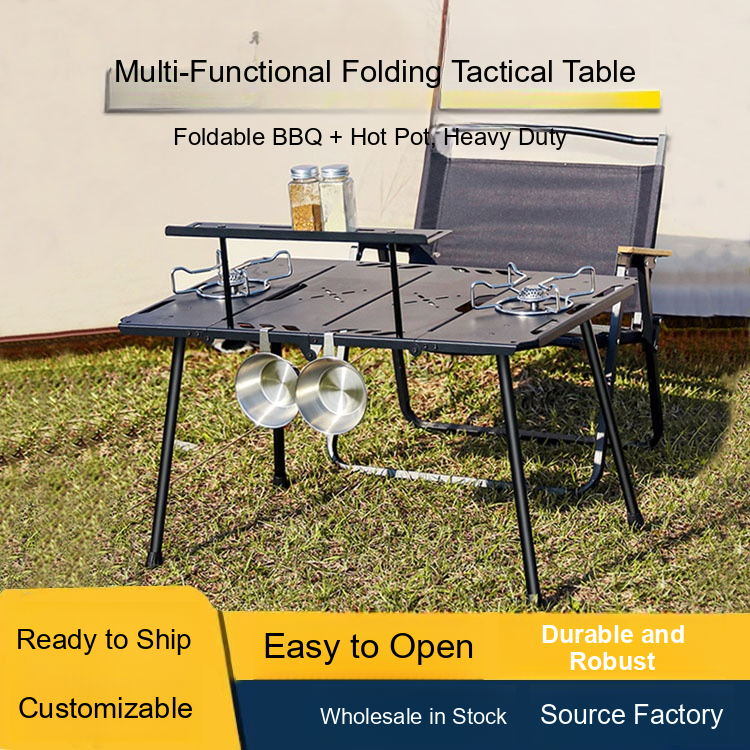 Multi-Functional Folding Tactical Table
Foldable BBQ + Hot Pot, Heavy Duty
Ready to Ship
Easy to Open
Durable and
Robust
Customizable
Wholesale in Stock
Source Factory